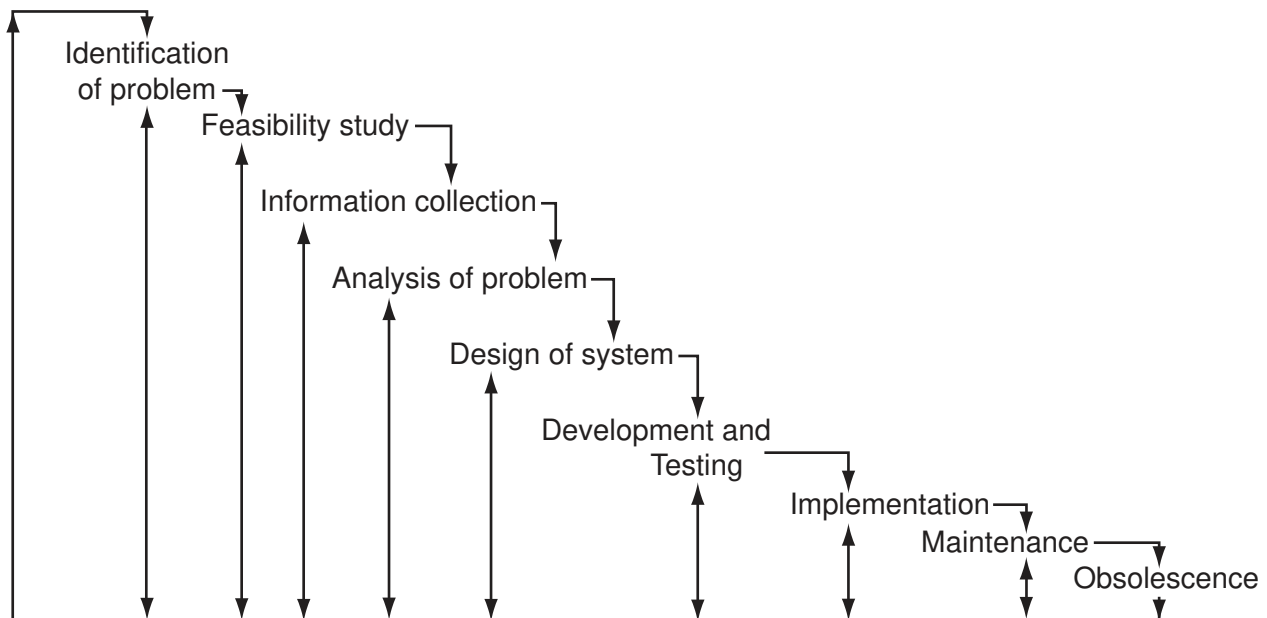 Identification
of problem
Feasibility study
Information collection
Analysis of problem
Design of system
Development and
Testing
Implementation
Maintenance
Obsolescence